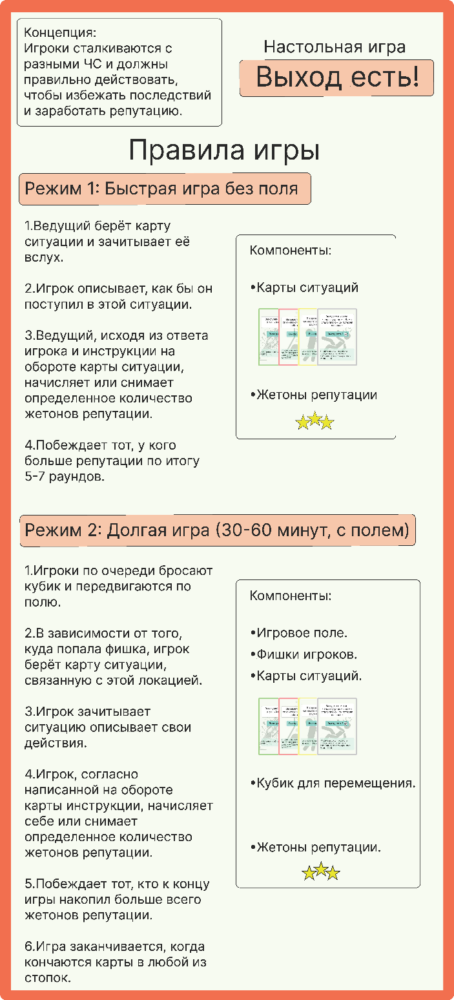 Концепция:
Игроки сталкиваются с
разными ЧС и должны
правильно действовать,
чтобы избежать последствий
и заработать репутацию.
Настольная игра
Выход есть!
Правила игры
Режим 1: Быстрая игра без поля
1.Ведущий берёт карту
ситуации и зачитывает её
вслух.
2.Игрок описывает, как бы он
поступил в этой ситуации.
3.Ведущий, исходя из ответа
игрока и инструкции на
обороте карты ситуации,
начисляет или снимает
определенное количество
жетонов репутации.
4.Побеждает тот, у кого
больше репутации по итогу
5-7 раундов.
Компоненты:
•Карты ситуаций
Выход есть!
•Жетоны репутации
Режим 2: Долгая игра (30-60 минут, с полем)
1.Игроки по очереди бросают
кубик и передвигаются по
полю.
2.В зависимости от того,
куда попала фишка, игрок
берёт карту ситуации,
связанную с этой локацией.
3.Игрок зачитывает
ситуацию описывает свои
действия.
4.Игрок, согласно
написанной на обороте
карты инструкции, начисляет
себе или снимает
определенное количество
жетонов репутации.
5.Побеждает тот, кто к концу
игры накопил больше всего
жетонов репутации.
6.Игра заканчивается, когда
кончаются карты в любой из
стопок.
Компоненты:
•Игровое поле.
•Фишки игроков.
•Карты ситуаций.
Выход есть!
•Кубик для перемещения.
•Жетоны репутации.